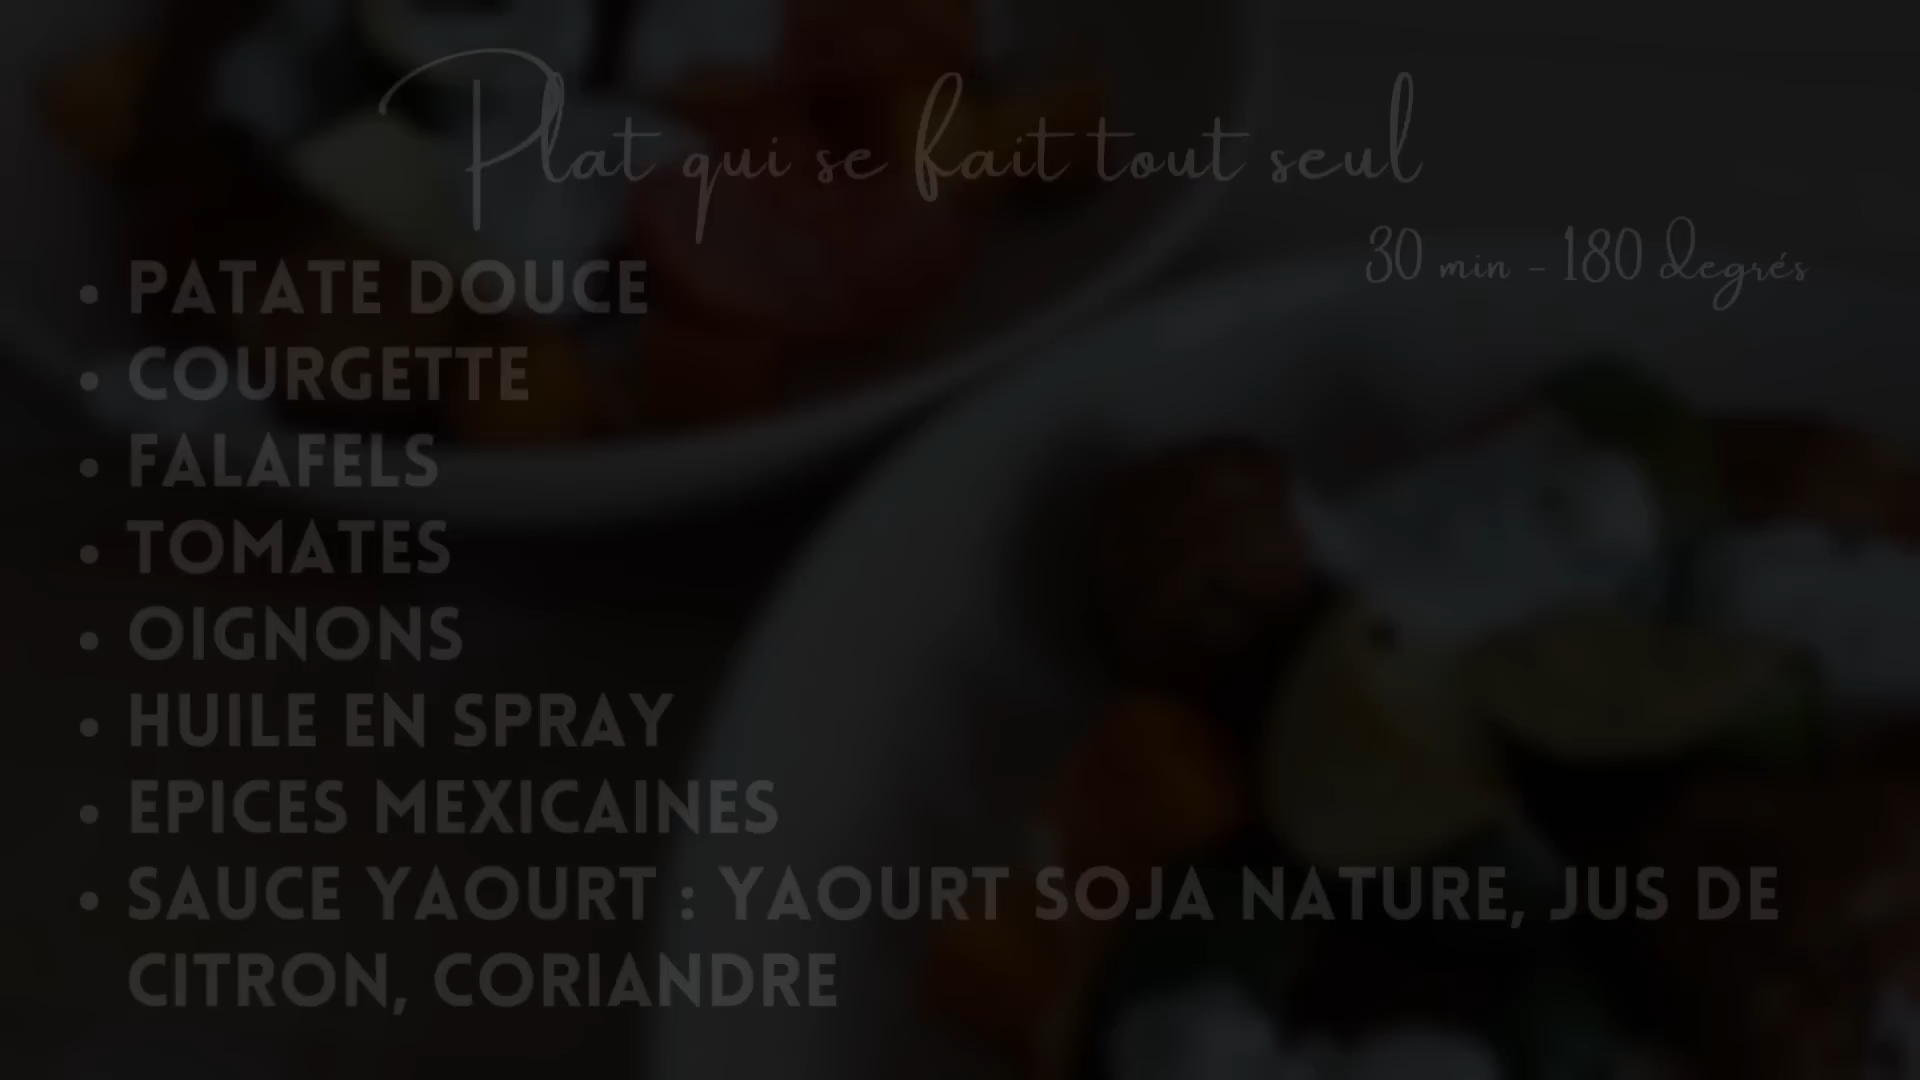 Plat qui se fait tout seul
30 min - 180 degrés
• PATATE DOUCE
• COURGETTE
• FALAFELS
• TOMATES
• OIGNONS
• HUILE EN SPRAY
• EPICES MEXICAINES
• SAUCE YAOURT : YAOURT SOJA NATURE, JUS DE
CITRON, CORIANDRE